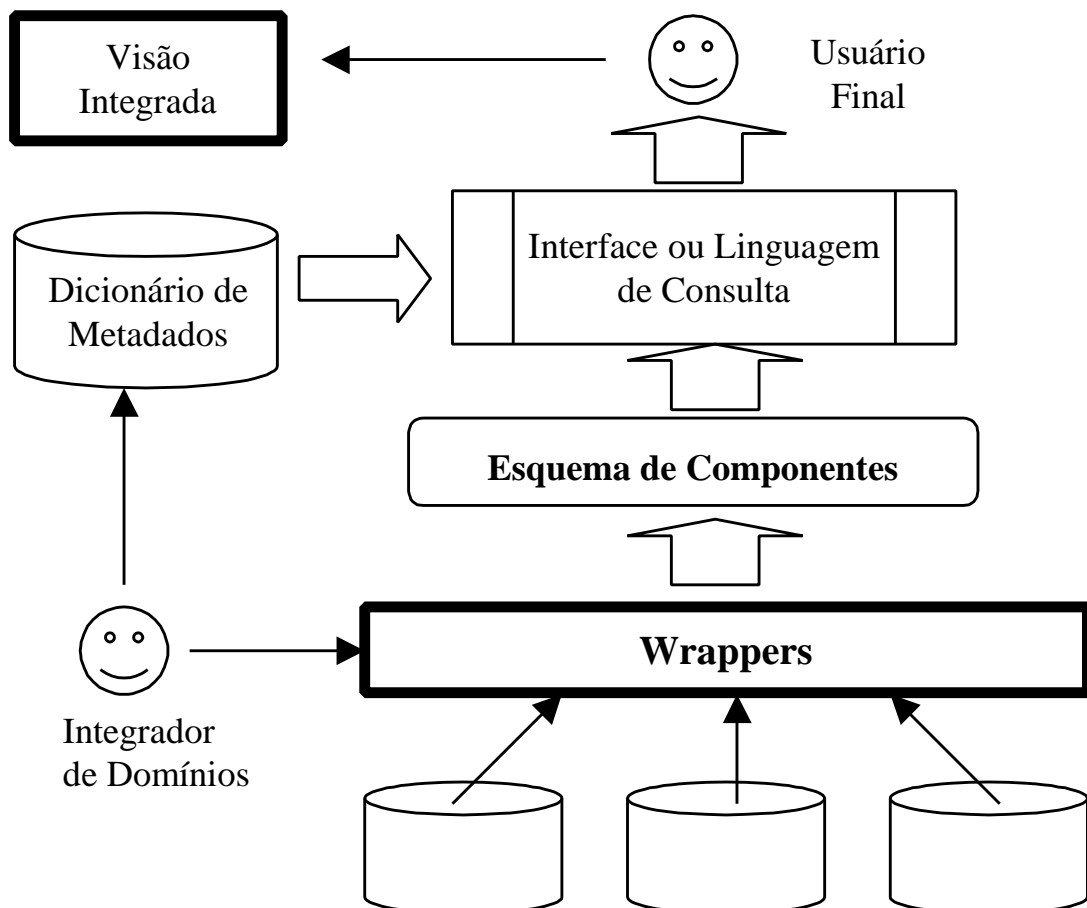 Visão
Integrada
Usuário
Final
Interface ou Linguagem
de Consulta
Dicionário de
Metadados
Esquema de Componentes
Wrappers
Integrador
de Domínios